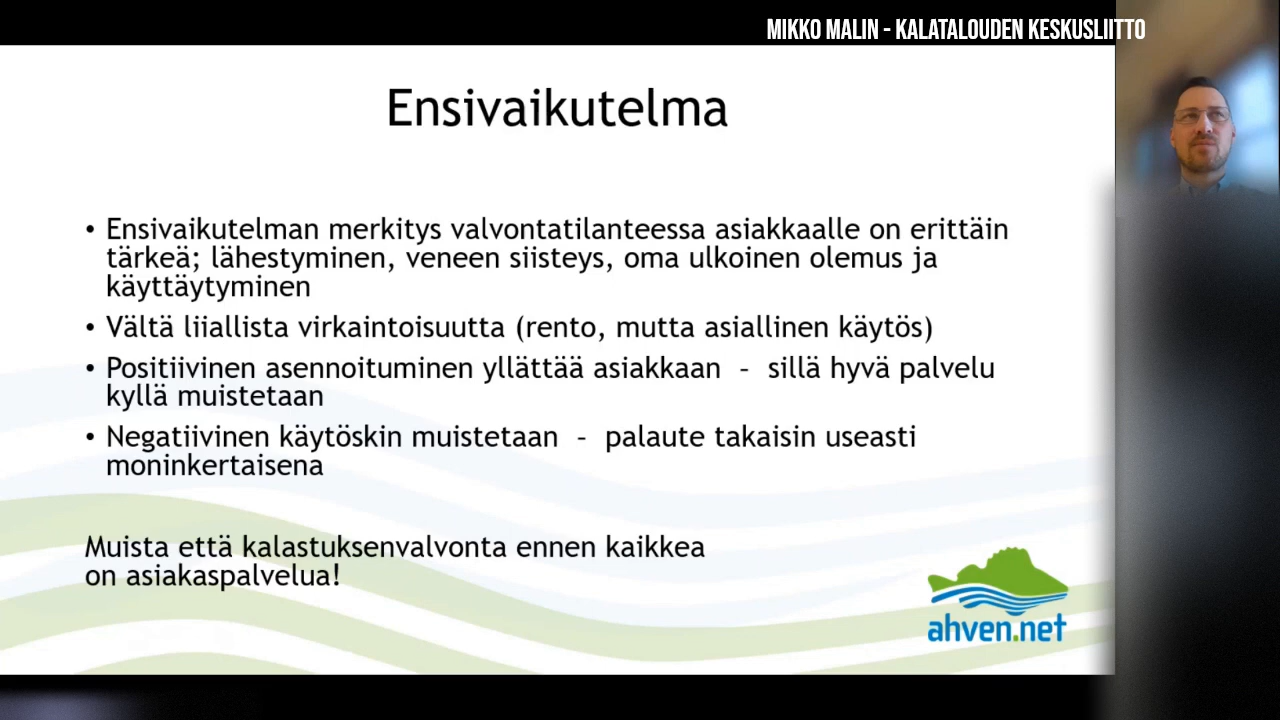 MIKKO MALIN - KALATALOUDEN KESKUSLIITTO
Ensivaikutelma
• Ensivaikutelman merkitys valvontatilanteessa asiakkaalle on erittäin
tärkeä; lähestyminen, veneen siisteys, oma ulkoinen olemus ja
käyttäytyminen
• Vältä liiallista virkaintoisuutta (rento, mutta asiallinen käytös)
• Positiivinen asennoituminen yllättää asiakkaan – sillä hyvä palvelu
kyllä muistetaan
• Negatiivinen käytöskin muistetaan – palaute takaisin useasti
moninkertaisena
Muista että kalastuksenvalvonta ennen kaikkea
on asiakaspalvelua!
ahven.net